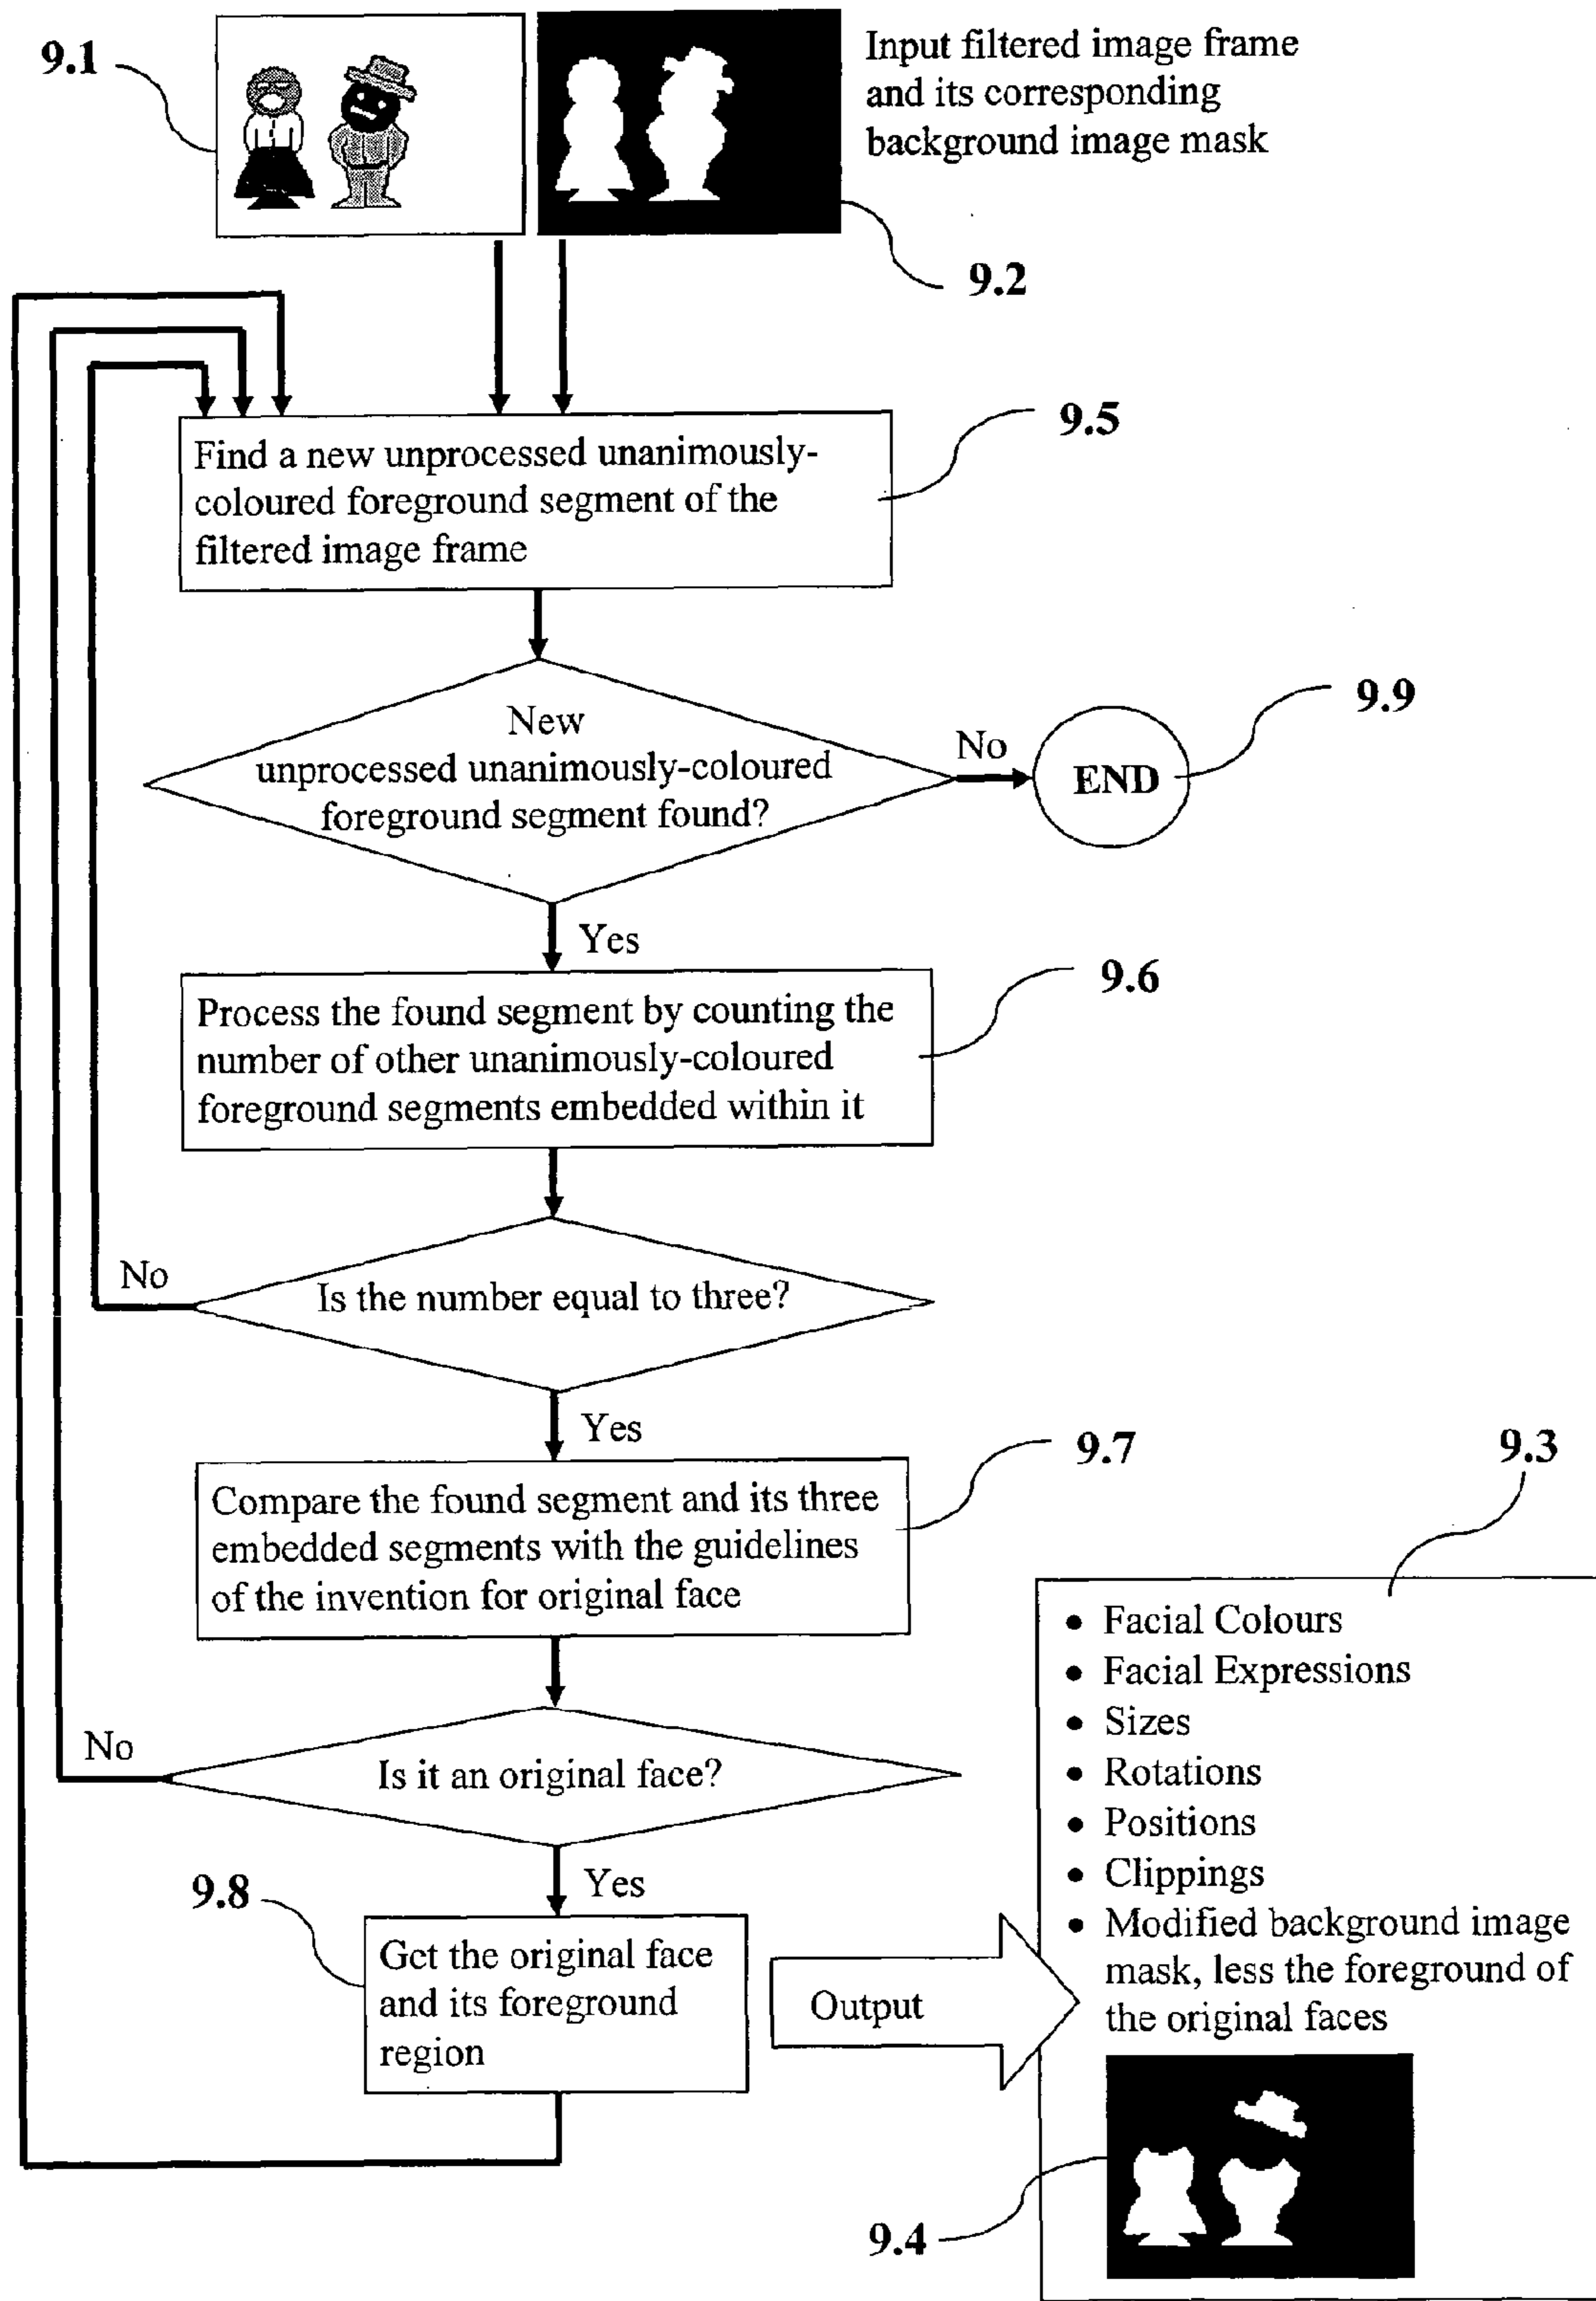 9.1
Input filtered image frame
and its corresponding
background image mask
9.2
9.5
Find a new unprocessed unanimously-
coloured foreground segment of the
filtered image frame
9.9
New
unprocessed unanimously-coloured
foreground segment found?
No
END
Yes
9.6
Process the found segment by counting the
number of other unanimously-coloured
foreground segments embedded within it
No
Is the number equal to three?
Yes
9.7
9.3
Compare the found segment and its three
embedded segments with the guidelines
of the invention for original face
No
Is it an original face?
Yes
9.8
Get the original face
and its foreground
region
Output
• Facial Colours
• Facial Expressions
• Sizes
• Rotations
• Positions
• Clippings
• Modified background image
mask, less the foreground of
the original faces
9.4